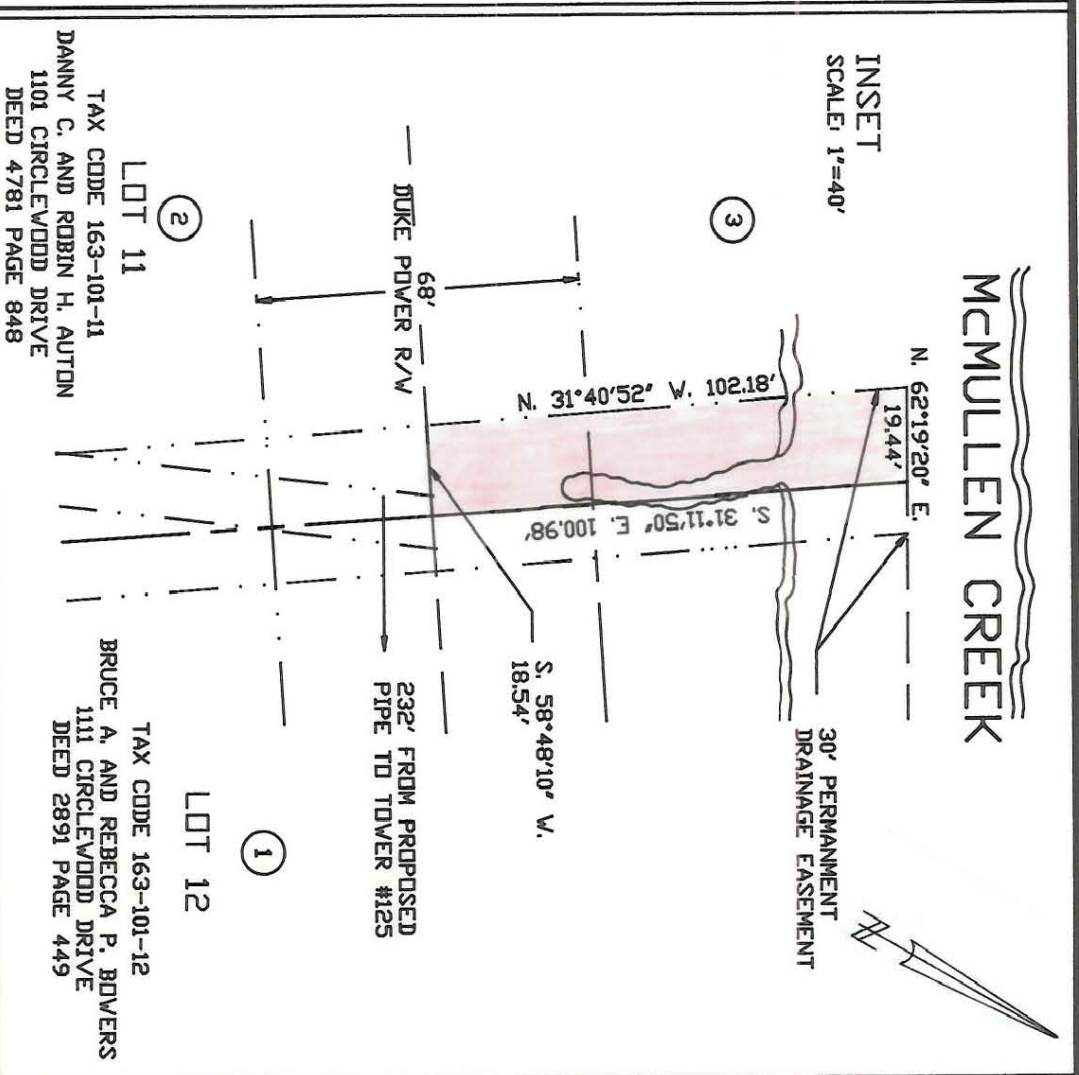 INSET
SCALE: 1"=40'
McMULLEN CREEK
N. 62°19'20" E.
19.44'
3
N. 31°40'52" W. 102.18'
S. 31°11'50" E. 100.98'
30' PERMANMENT
DRAINAGE EASEMENT
N
68'
DUKE POWER R/W
S. 58°48'10" W.
18.54'
232' FROM PROPOSED
PIPE TO TOWER #125
2
LOT 11
TAX CODE 163-101-11
DANNY C. AND ROBIN H. AUTON
1101 CIRCLEWOOD DRIVE
DEED 4781 PAGE 848
1
LOT 12
TAX CODE 163-101-12
BRUCE A. AND REBECCA P. BOWERS
1111 CIRCLEWOOD DRIVE
DEED 2891 PAGE 449